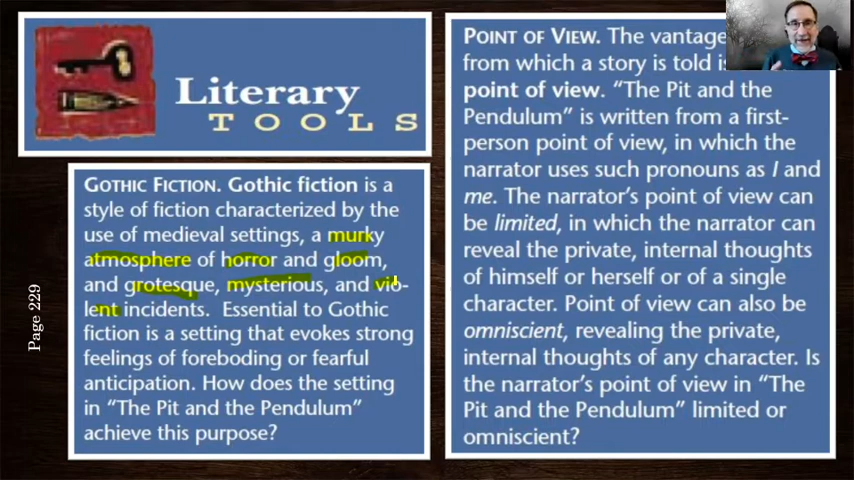 Literary
TOOLS
GOTHIC FICTION. Gothic fiction is a
style of fiction characterized by the
use of medieval settings, a murky
atmosphere of horror and gloom,
and grotesque, mysterious, and vio-
lent incidents. Essential to Gothic
fiction is a setting that evokes strong
feelings of foreboding or fearful
anticipation. How does the setting
in “The Pit and the Pendulum”
achieve this purpose?
Page 229
POINT OF VIEW. The vantage
from which a story is told is
point of view. “The Pit and the
Pendulum” is written from a first-
person point of view, in which the
narrator uses such pronouns as I and
me. The narrator’s point of view can
be limited, in which the narrator can
reveal the private, internal thoughts
of himself or herself or of a single
character. Point of view can also be
omniscient, revealing the private,
internal thoughts of any character. Is
the narrator’s point of view in “The
Pit and the Pendulum” limited or
omniscient?